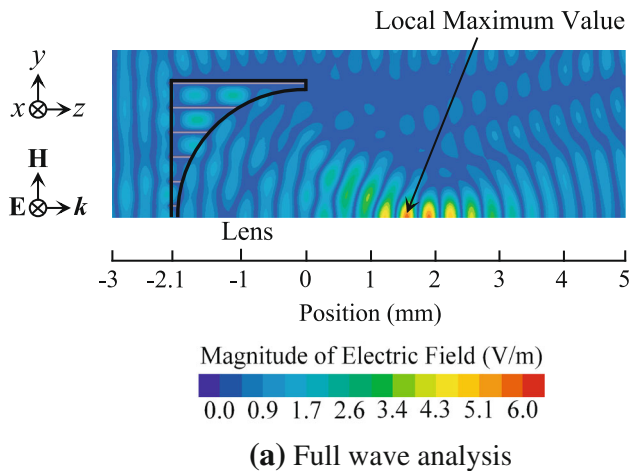 Local Maximum Value
y
x z
H
E k
Lens
-3 -2.1 -1 0 1 2 3 4 5
Position (mm)
Magnitude of Electric Field (V/m)
0.0 0.9 1.7 2.6 3.4 4.3 5.1 6.0
(a) Full wave analysis